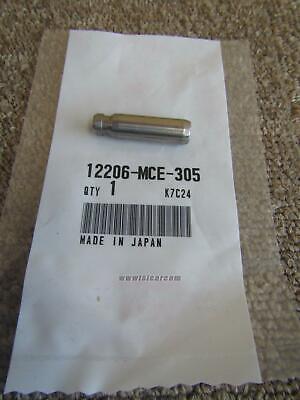 12206-MCE-305
QTY 1 K7C24
MADE IN JAPAN